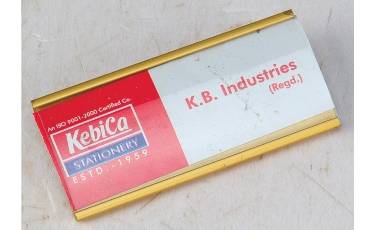 An ISO 9001-2000 Certified Co.
KebiCa
STATIONERY
ESTD..1959
K.B. Industries
(Regd.)